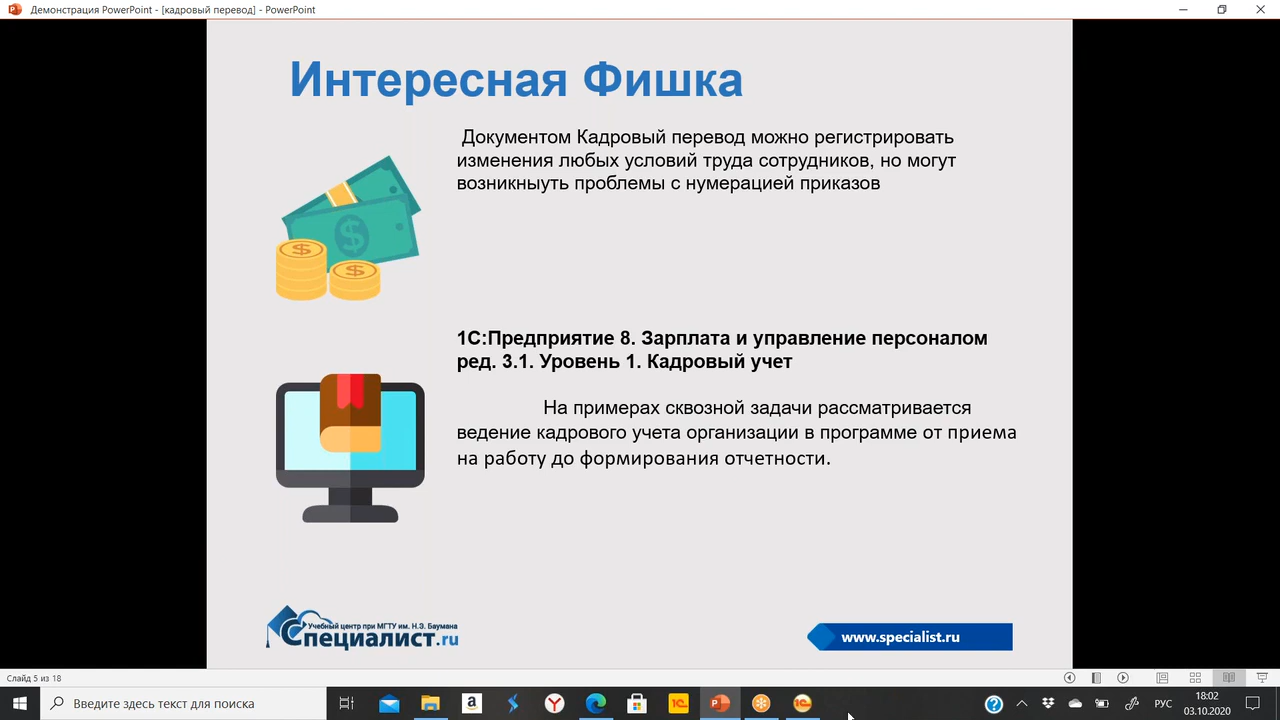 Демонстрация PowerPoint - [кадровый перевод] - PowerPoint
Интересная Фишка
Документом Кадровый перевод можно регистрировать
изменения любых условий труда сотрудников, но могут
возникныуть проблемы с нумерацией приказов
1С:Предприятие 8. Зарплата и управление персоналом
ред. 3.1. Уровень 1. Кадровый учет
На примерах сквозной задачи рассматривается
ведение кадрового учета организации в программе от приема
на работу до формирования отчетности.
Учебный центр при МГТУ им. Н.Э. Баумана
Специалист.ru
www.specialist.ru
Слайд 5 из 18
Введите здесь текст для поиска
РУС
18:02
03.10.2020